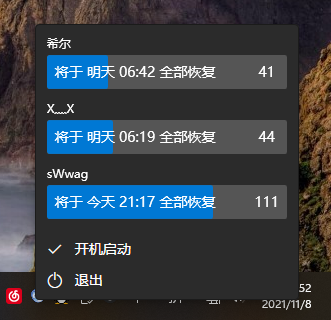 希尔
将于 明天 06:42 全部恢复 41
X......X
将于 明天 06:19 全部恢复 44
sWwag
将于 今天 21:17 全部恢复 111
开机启动
退出
52
2021/11/8